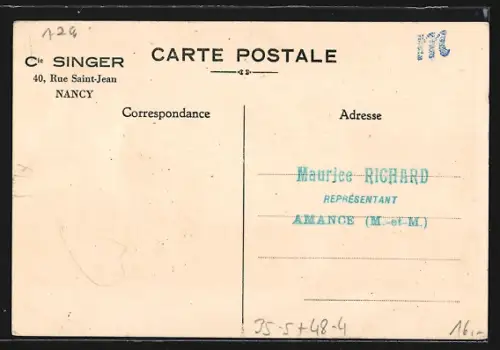 129
CARTE POSTALE
Cie SINGER
40, Rue Saint-Jean
NANCY
Correspondance
Adresse
Maurice RICHARD
REPRÉSENTANT
AMANCE (M.-et-M.)
35-5+48-4
16.-